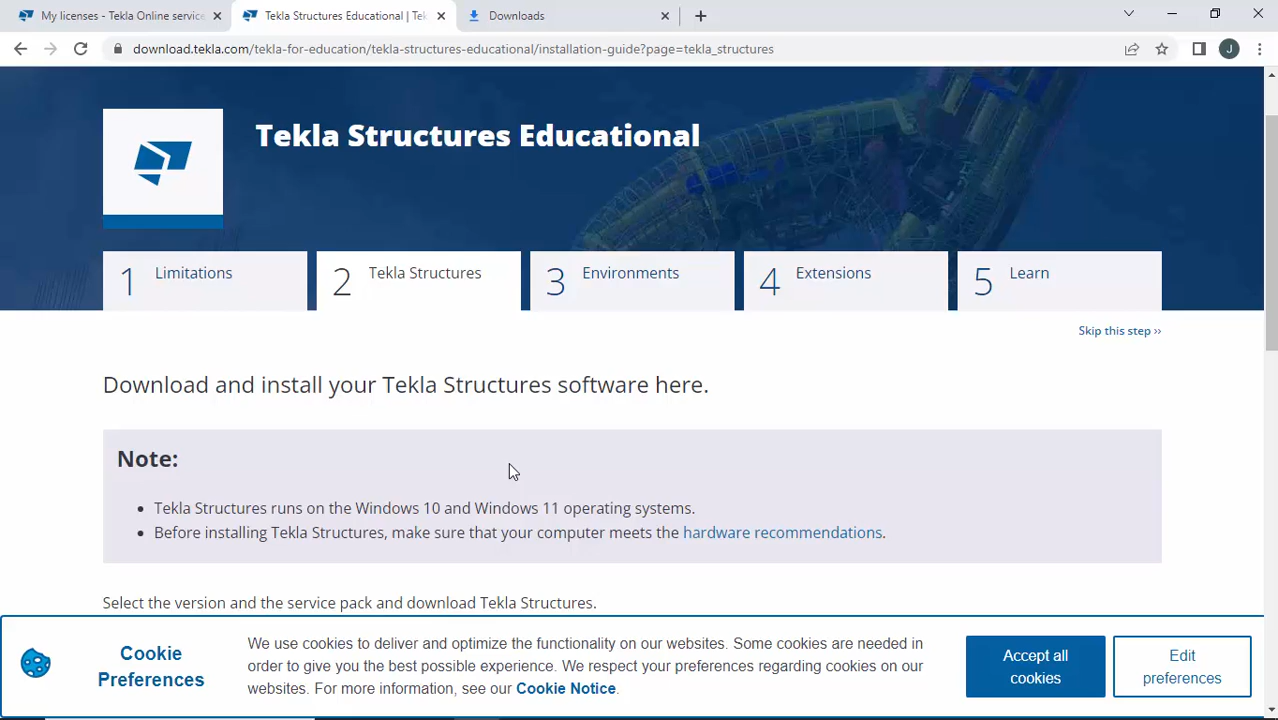 My licenses - Tekla Online service
Tekla Structures Educational | Tek
Downloads
download.tekla.com/tekla-for-education/tekla-structures-educational/installation-guide?page=tekla_structures
J
Tekla Structures Educational
1 Limitations
2 Tekla Structures
3 Environments
4 Extensions
5 Learn
Skip this step ››
Download and install your Tekla Structures software here.
Note:
• Tekla Structures runs on the Windows 10 and Windows 11 operating systems.
• Before installing Tekla Structures, make sure that your computer meets the hardware recommendations.
Select the version and the service pack and download Tekla Structures.
Cookie
Preferences
We use cookies to deliver and optimize the functionality on our websites. Some cookies are needed in
order to give you the best possible experience. We respect your preferences regarding cookies on our
websites. For more information, see our Cookie Notice.
Accept all
cookies
Edit
preferences